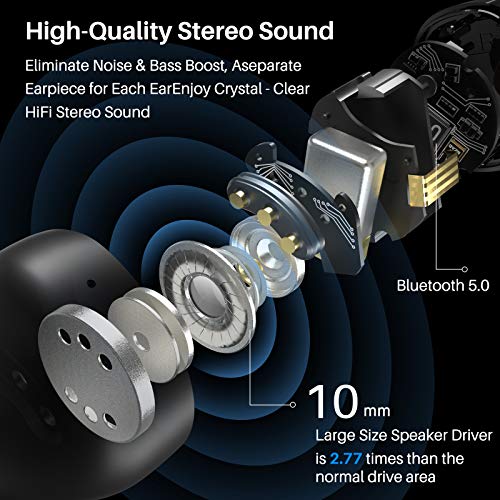 High-Quality Stereo Sound
Eliminate Noise & Bass Boost, Aseparate
Earpiece for Each EarEnjoy Crystal - Clear
HiFi Stereo Sound
Bluetooth 5.0
10 mm
Large Size Speaker Driver
is 2.77 times than the
normal drive area